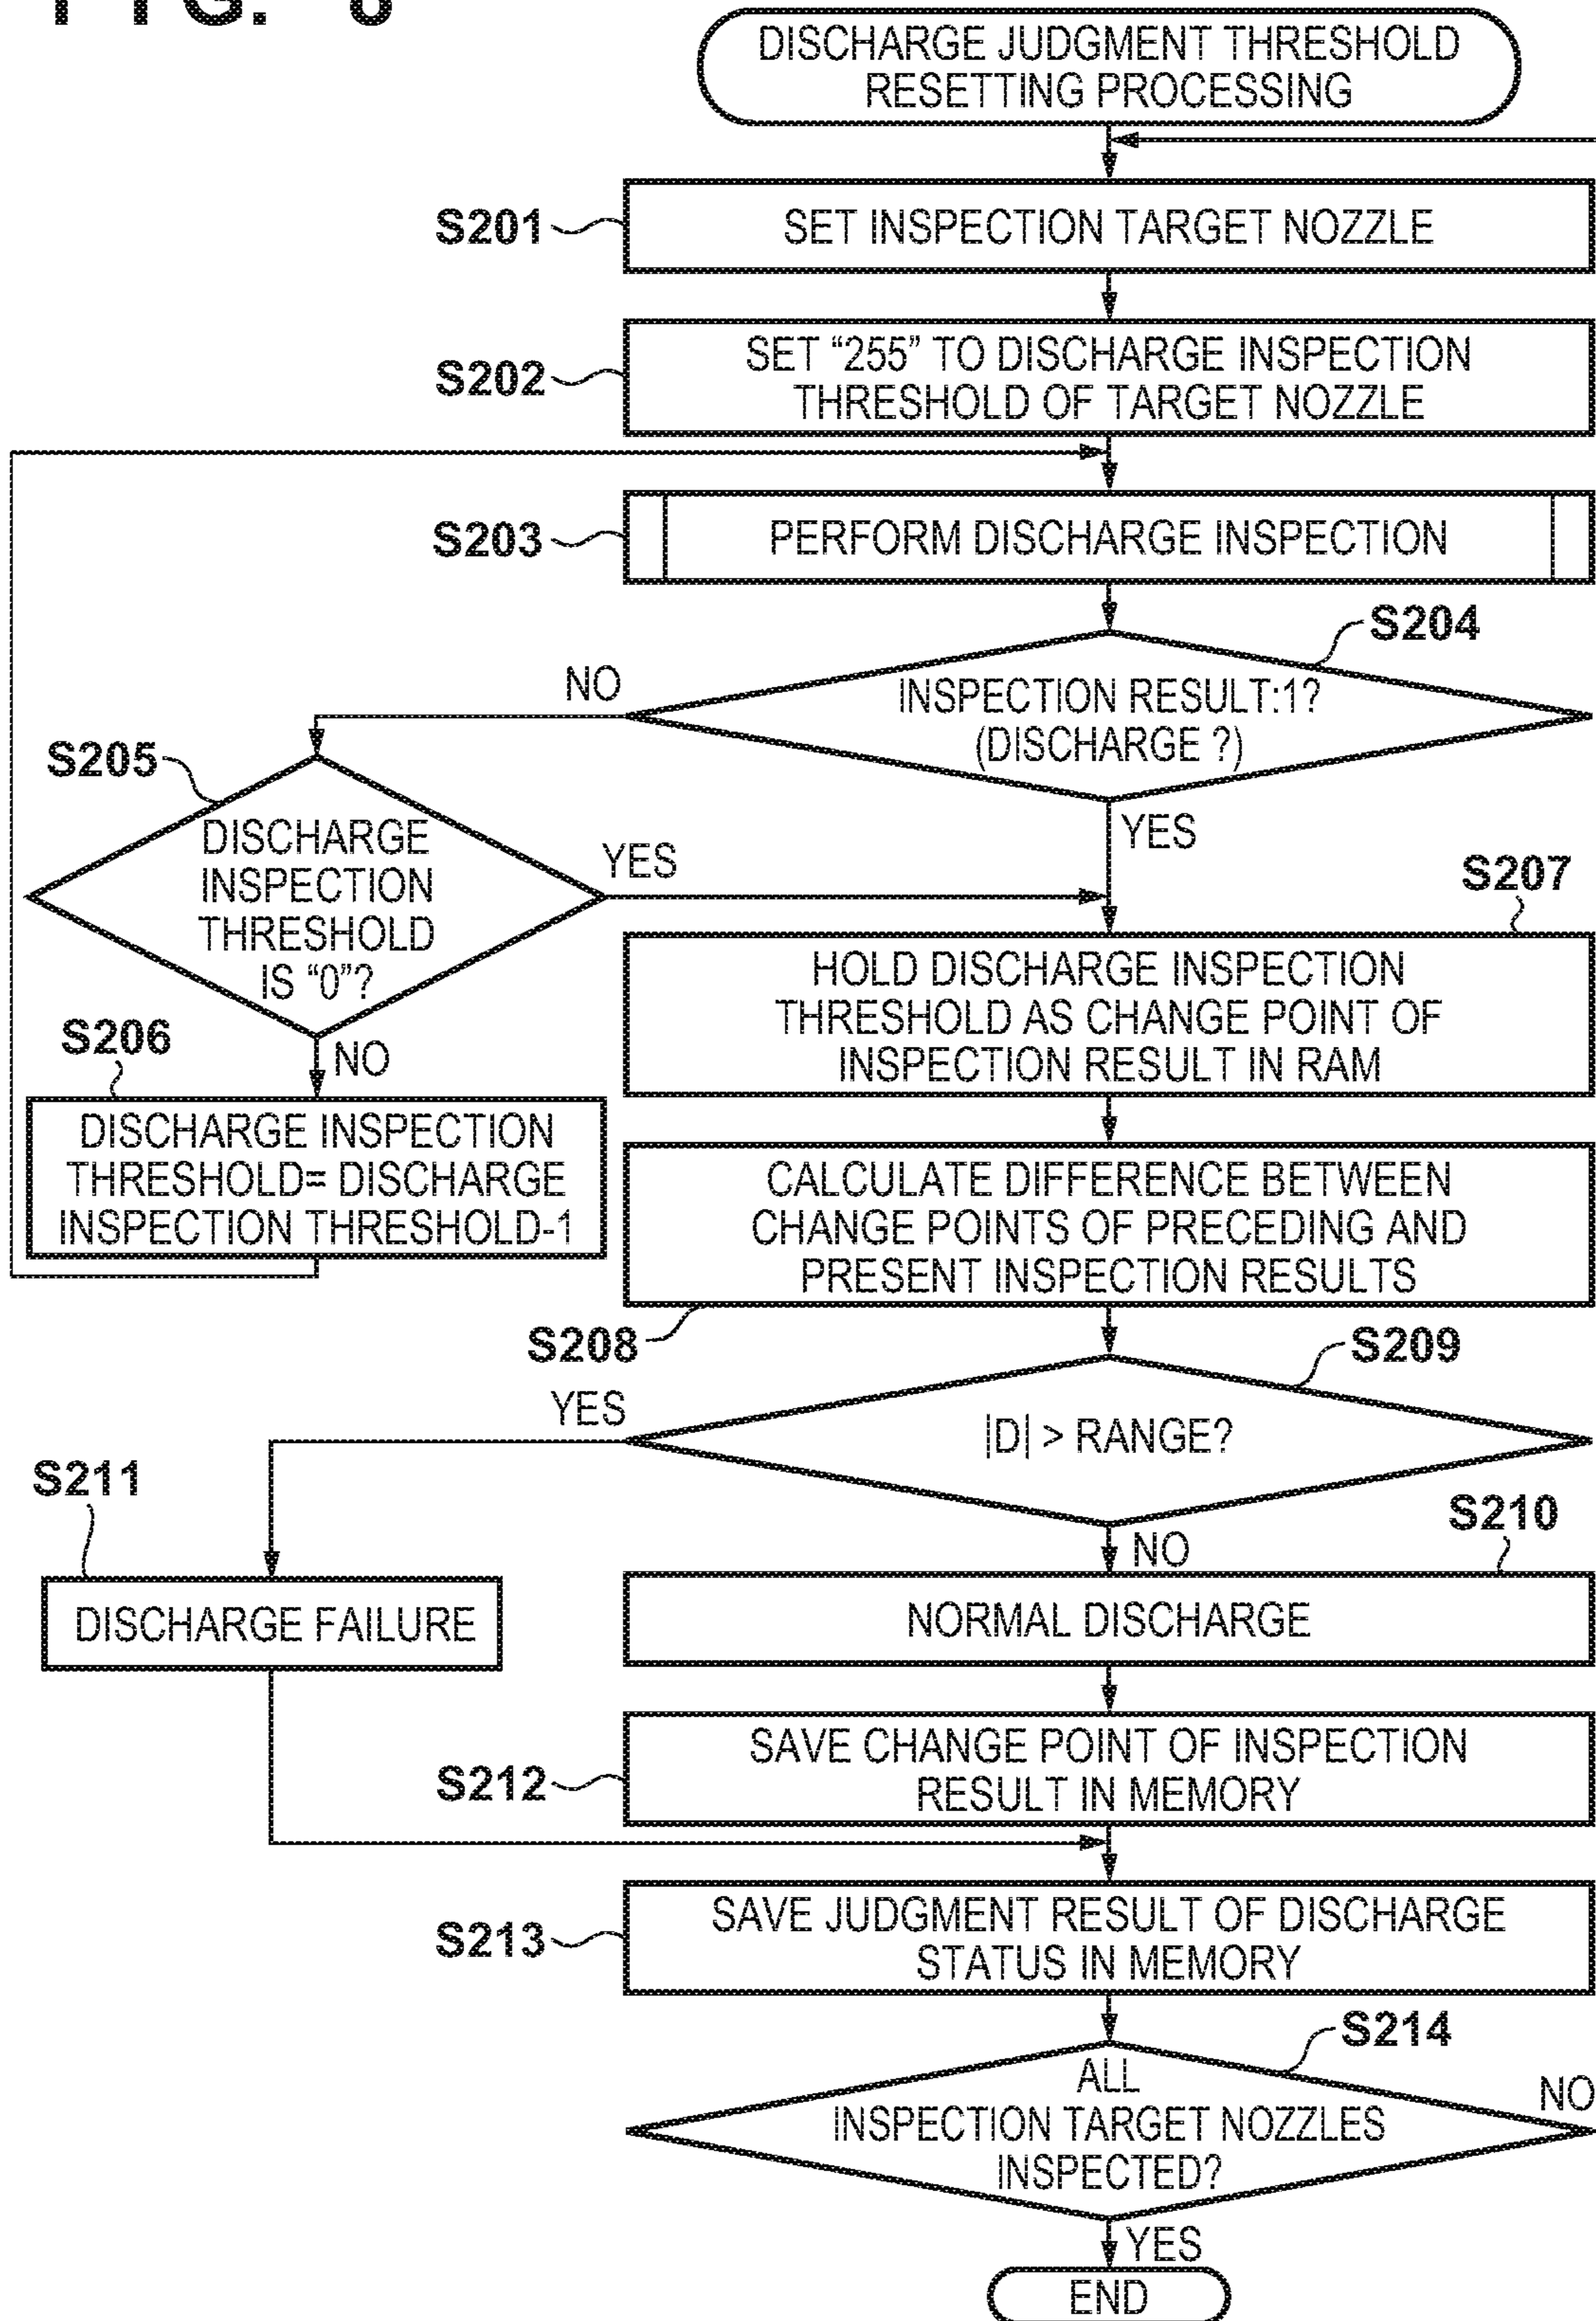 FIG. 8
DISCHARGE JUDGMENT THRESHOLD
RESETTING PROCESSING
S201
SET INSPECTION TARGET NOZZLE
S202
SET “255” TO DISCHARGE INSPECTION
THRESHOLD OF TARGET NOZZLE
S203
PERFORM DISCHARGE INSPECTION
S204
NO
INSPECTION RESULT:1?
(DISCHARGE ?)
YES
S205
DISCHARGE
INSPECTION
THRESHOLD
IS “0”?
YES
NO
S206
DISCHARGE INSPECTION
THRESHOLD= DISCHARGE
INSPECTION THRESHOLD-1
S207
HOLD DISCHARGE INSPECTION
THRESHOLD AS CHANGE POINT OF
INSPECTION RESULT IN RAM
CALCULATE DIFFERENCE BETWEEN
CHANGE POINTS OF PRECEDING AND
PRESENT INSPECTION RESULTS
S208
S209
YES
|D| > RANGE?
NO
S211
DISCHARGE FAILURE
S210
NORMAL DISCHARGE
S212
SAVE CHANGE POINT OF INSPECTION
RESULT IN MEMORY
S213
SAVE JUDGMENT RESULT OF DISCHARGE
STATUS IN MEMORY
S214
ALL
INSPECTION TARGET NOZZLES
INSPECTED?
NO
YES
END